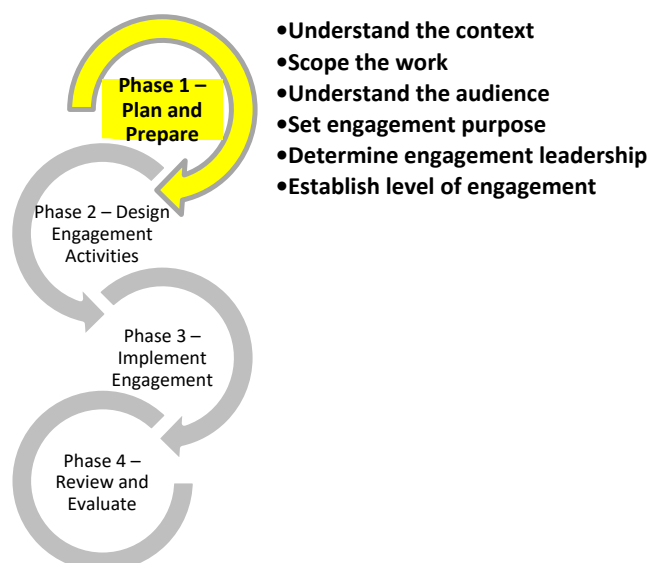 Phase 1 –
Plan and
Prepare
•Understand the context
•Scope the work
•Understand the audience
•Set engagement purpose
•Determine engagement leadership
•Establish level of engagement
Phase 2 – Design
Engagement
Activities
Phase 3 –
Implement
Engagement
Phase 4 –
Review and
Evaluate